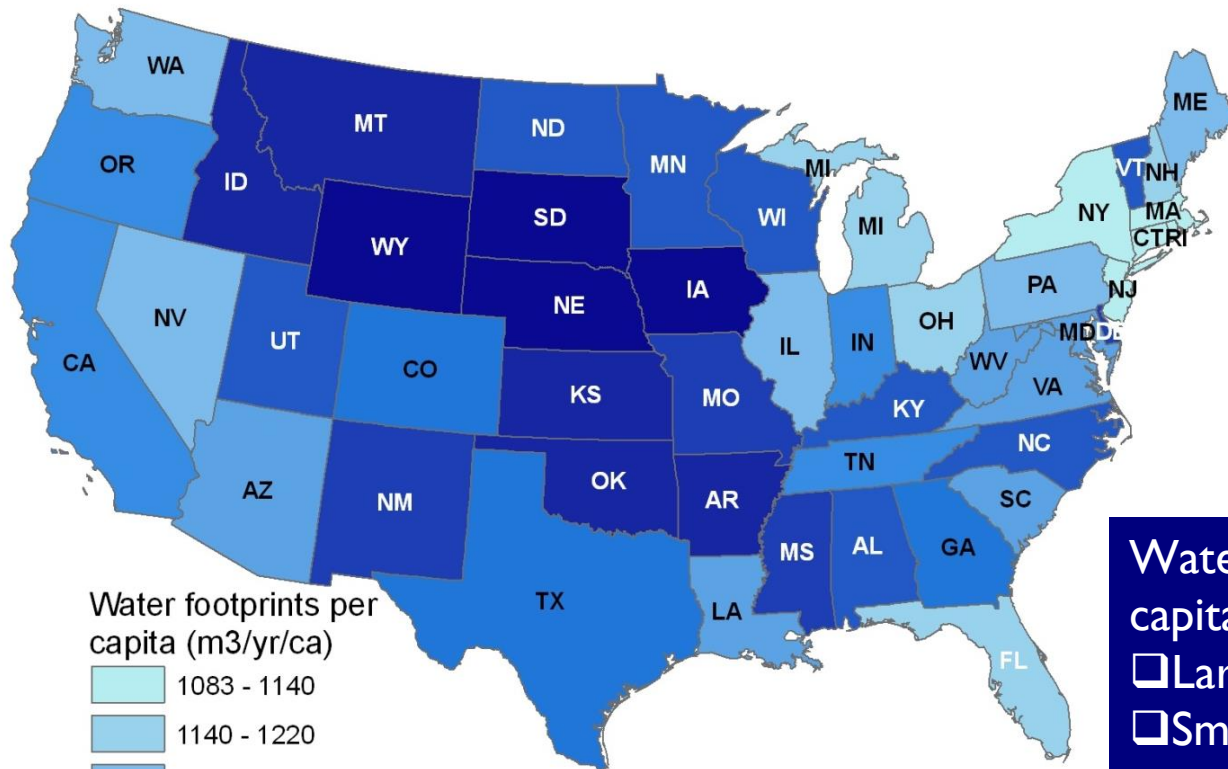 WA
MT
ND
MN
ME
OR
ID
WY
SD
WI
MI
MI
VT
NH
NY
MA
CT
RI
NV
UT
CO
NE
IA
IL
IN
OH
PA
NJ
CA
KS
MO
KY
WV
VA
MD
AZ
NM
OK
AR
TN
NC
SC
TX
LA
MS
AL
GA
FL
Water footprints per
capita (m3/yr/ca)
1083 - 1140
1140 - 1220
capita